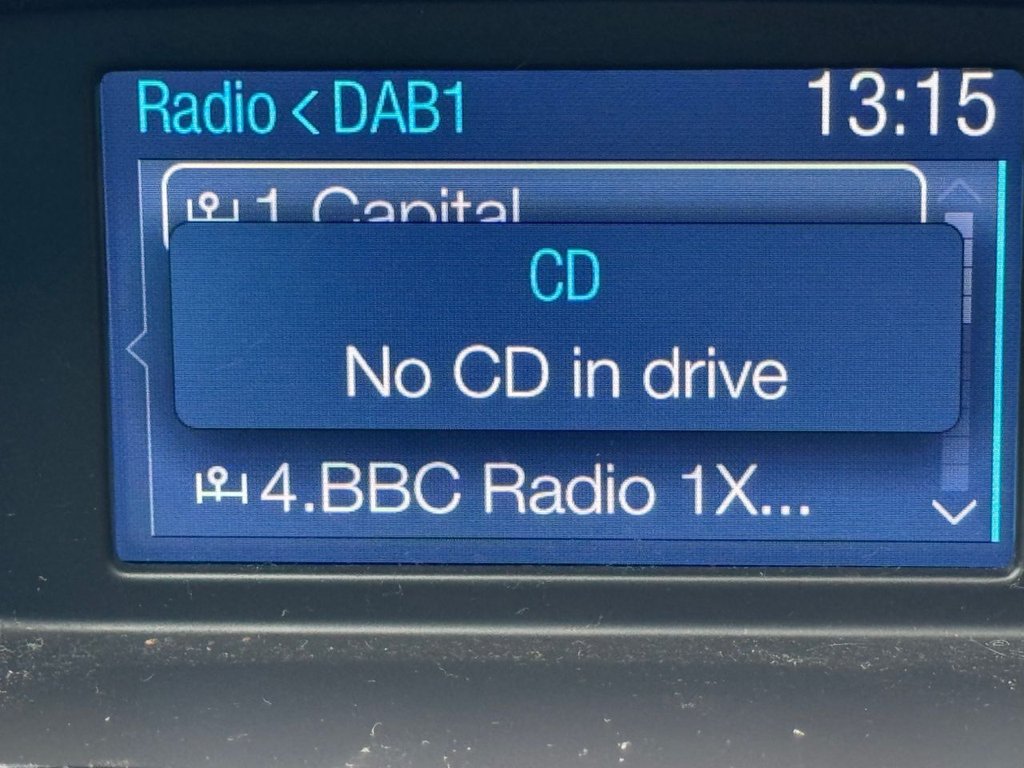 Radio < DAB1
13:15
1 Capital
CD
No CD in drive
4.BBC Radio 1X...